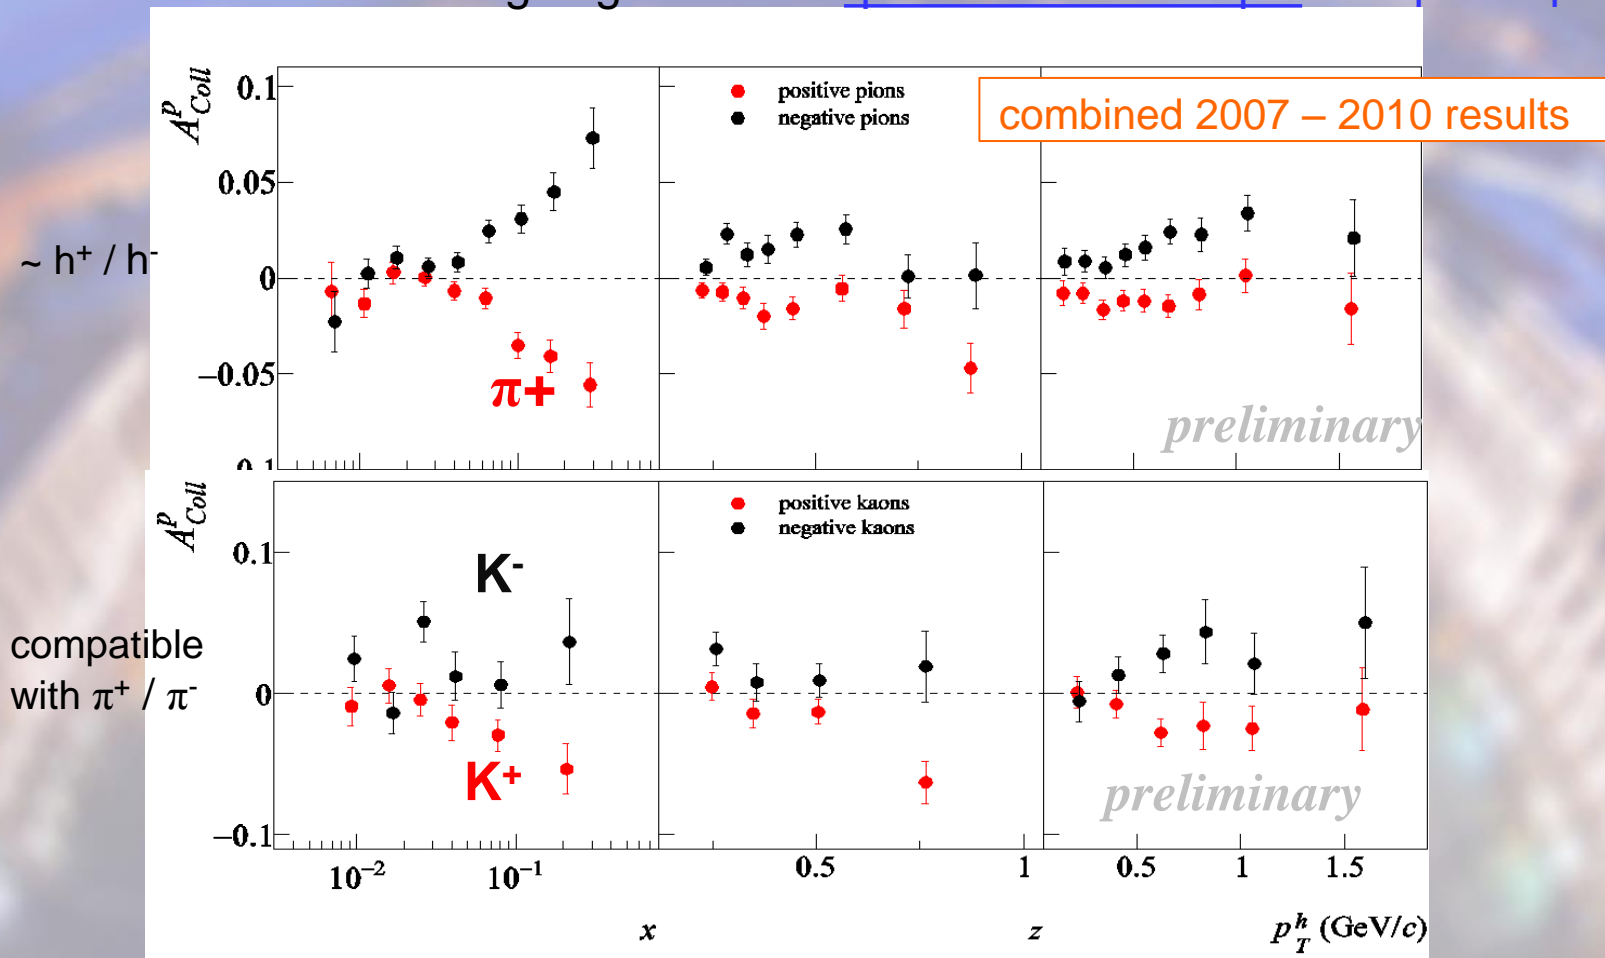 A^p_Coll
0.1
0.05
0
−0.05
positive pions
negative pions
combined 2007 – 2010 results
~ h⁺ / h⁻
π+
preliminary
A^p_Coll
0.1
0
−0.1
positive kaons
negative kaons
K⁻
K⁺
compatible
with π⁺ / π⁻
preliminary
10⁻² 10⁻¹ 0.5 1 0.5 1 1.5
x z p^h_T (GeV/c)